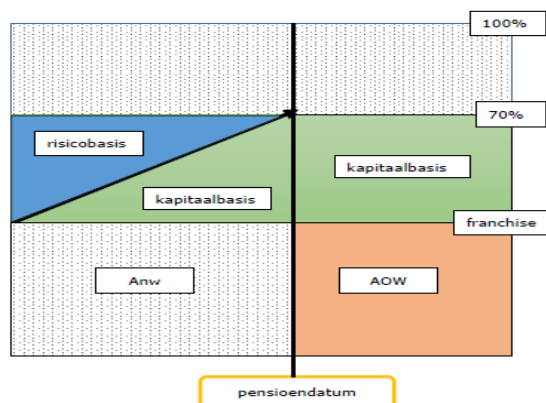 100%
70%
risicobasis
kapitaalbasis
kapitaalbasis
franchise
Anw
AOW
pensioendatum